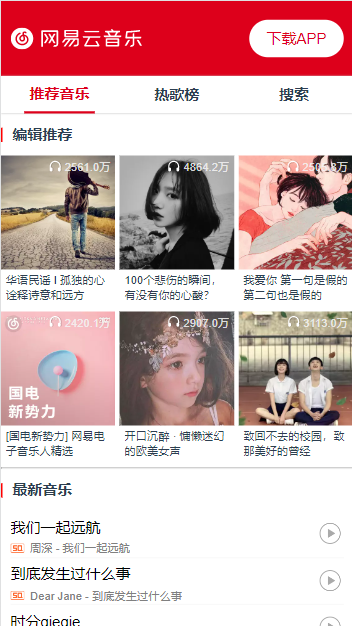 网易云音乐
下载APP
推荐音乐 热歌榜 搜索
编辑推荐
2561.0万 4864.2万 2505.8万
华语民谣 I 孤独的心 100个悲伤的瞬间， 我爱你 第一句是假的
诠释诗意和远方 有没有你的心酸? 第二句也是假的
2420.1万 2907.0万 3113.0万
国电
新势力
[国电新势力] 网易电 开口沉醉 · 慵懒迷幻 致回不去的校园，致
子音乐人精选 的欧美女声 那美好的曾经
最新音乐
我们一起远航
SQ 周深 - 我们一起远航
到底发生过什么事
SQ Dear Jane - 到底发生过什么事
时分giegie